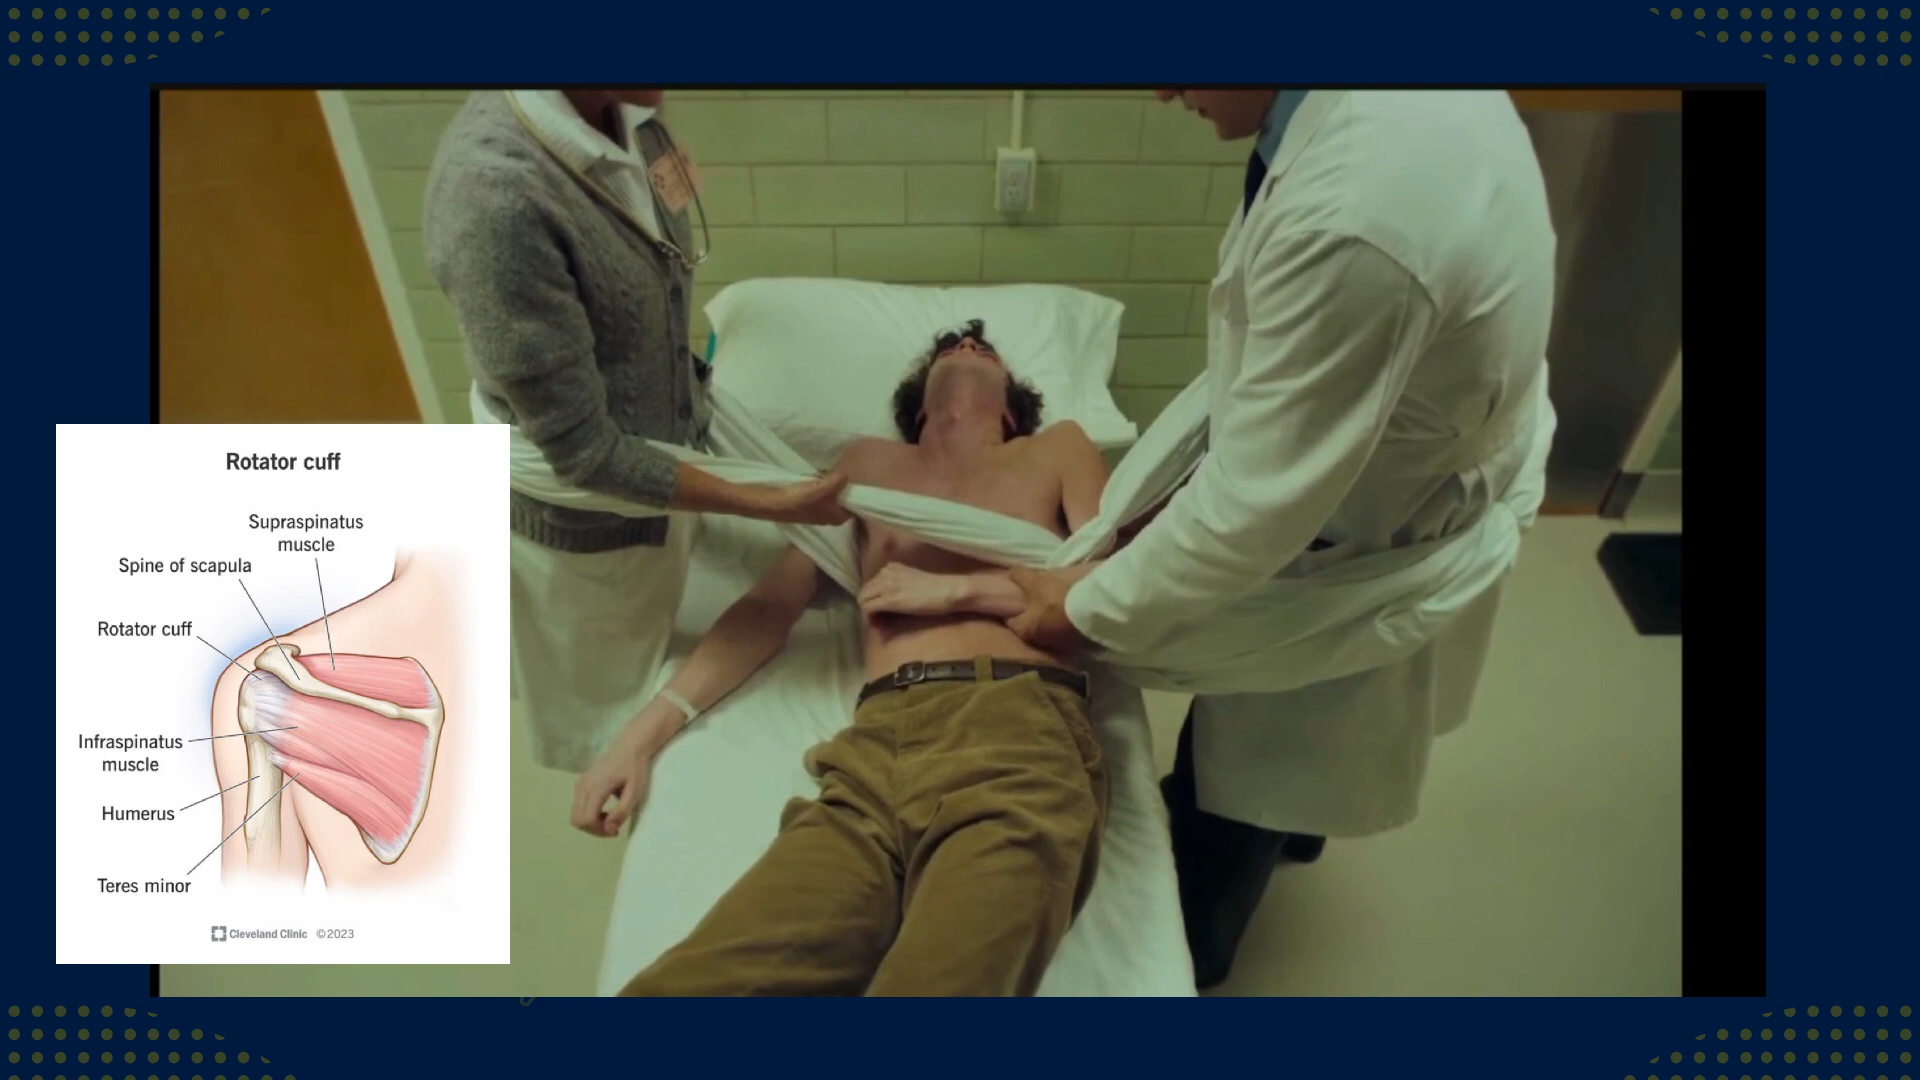 Rotator cuff
Supraspinatus
muscle
Spine of scapula
Rotator cuff
Infraspinatus
muscle
Humerus
Teres minor
Cleveland Clinic ©2023